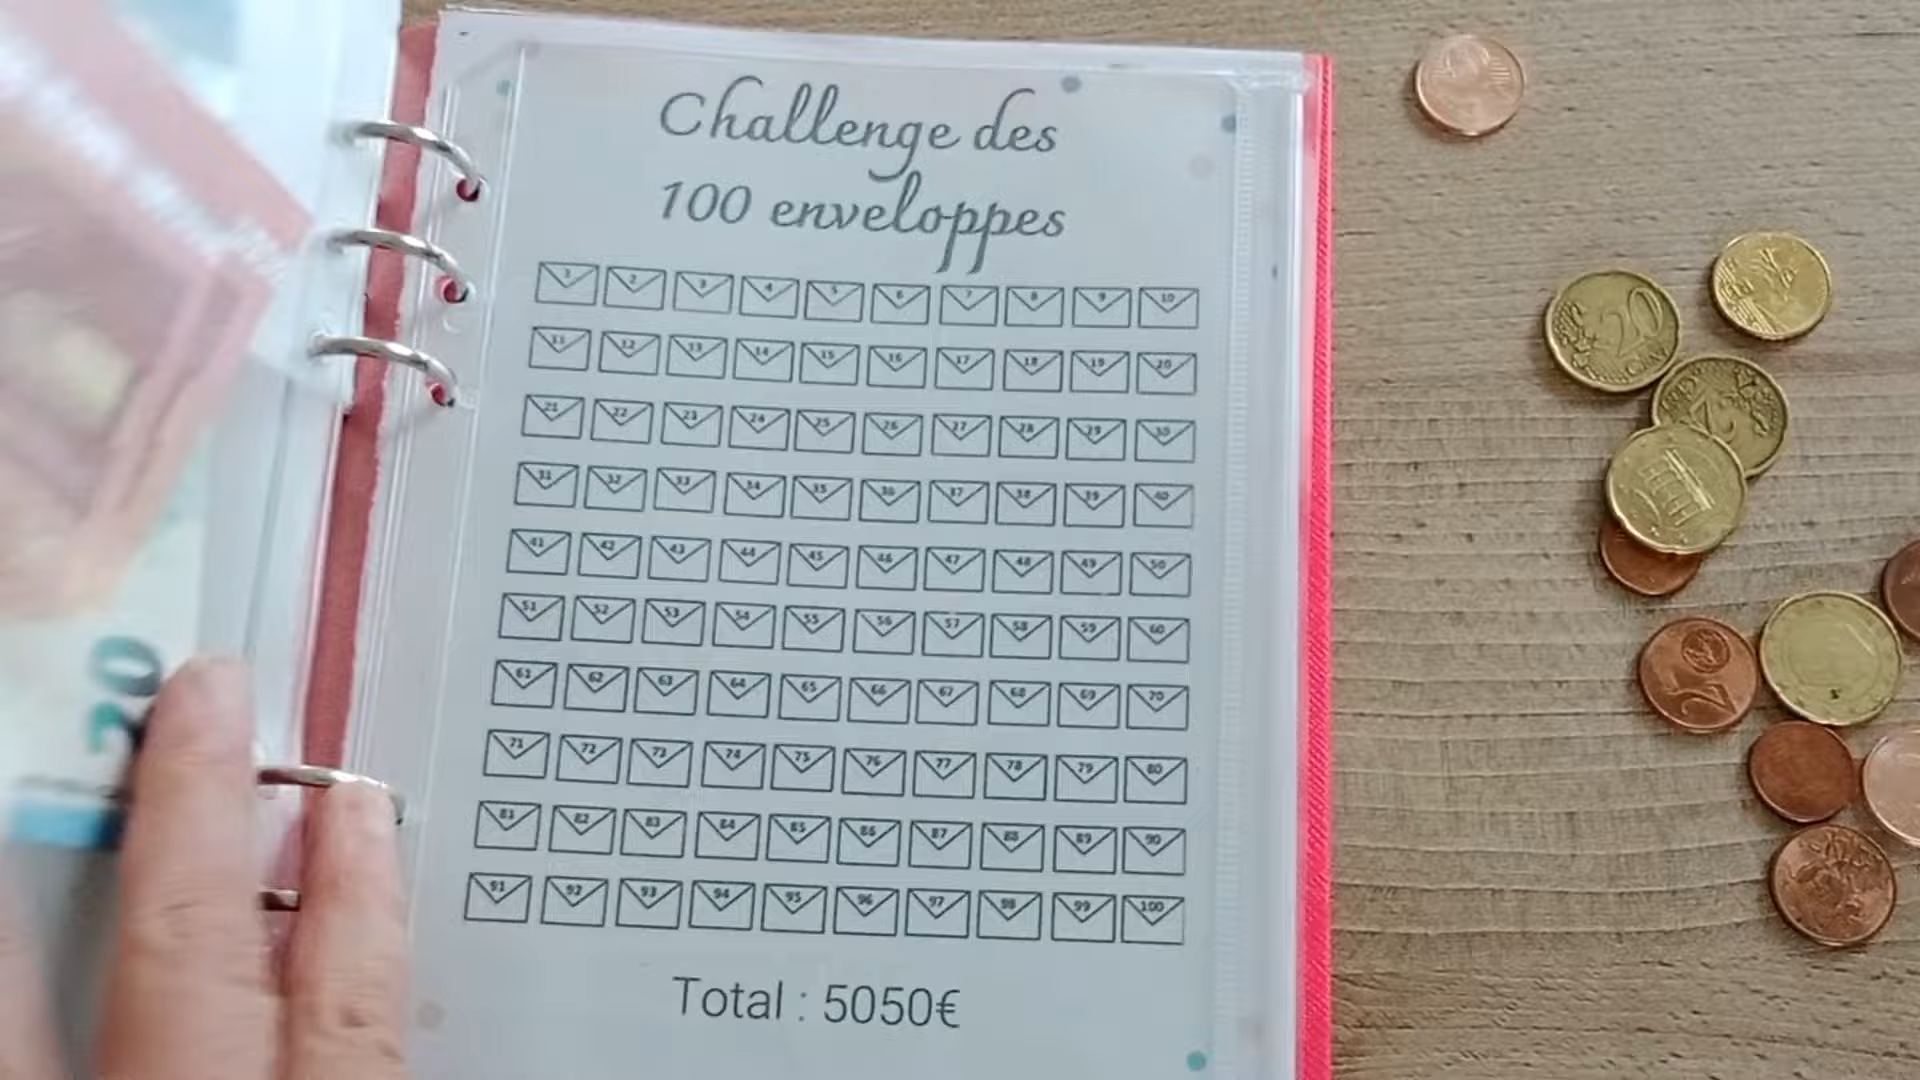 Challenge des
100 enveloppes
1 2 3 4 5 6 7 8 9 10
11 12 13 14 15 16 17 18 19 20
21 22 23 24 25 26 27 28 29 30
31 32 33 34 35 36 37 38 39 40
41 42 43 44 45 46 47 48 49 50
51 52 53 54 55 56 57 58 59 60
61 62 63 64 65 66 67 68 69 70
71 72 73 74 75 76 77 78 79 80
81 82 83 84 85 86 87 88 89 90
91 92 93 94 95 96 97 98 99 100
Total : 5050€
20
20
2
2